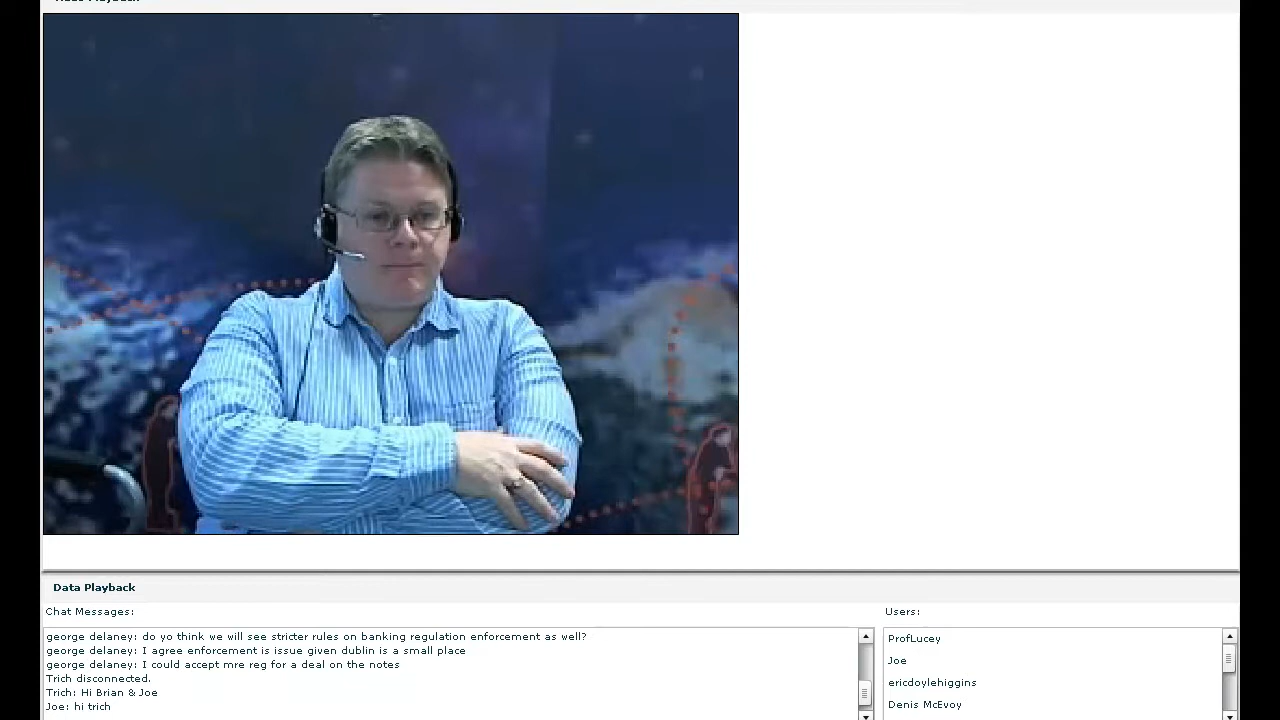 Data Playback
Chat Messages:
Users:
george delaney: do yo think we will see stricter rules on banking regulation enforcement as well?
george delaney: I agree enforcement is issue given dublin is a small place
george delaney: I could accept mre reg for a deal on the notes
Trich disconnected.
Trich: Hi Brian & Joe
Joe: hi trich
ProfLucey
Joe
ericdoylehiggins
Denis McEvoy